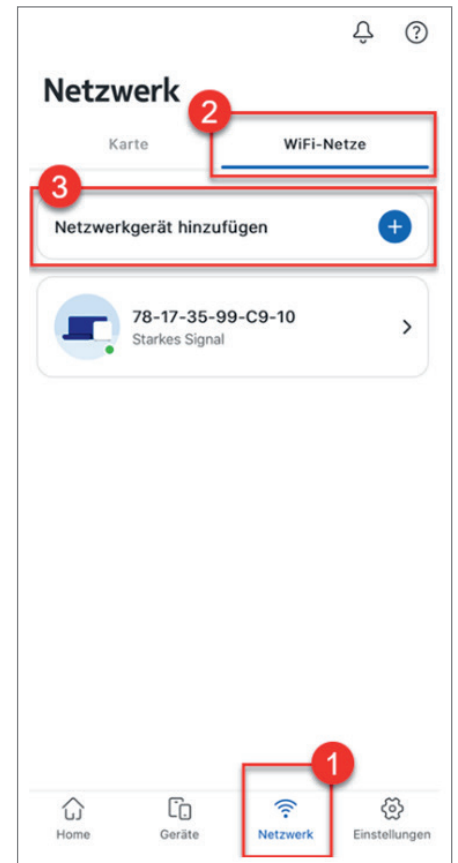 Netzwerk
2
Karte
WiFi-Netze
3
Netzwerkgerät hinzufügen
78-17-35-99-C9-10
Starkes Signal
1
Home
Geräte
Netzwerk
Einstellungen